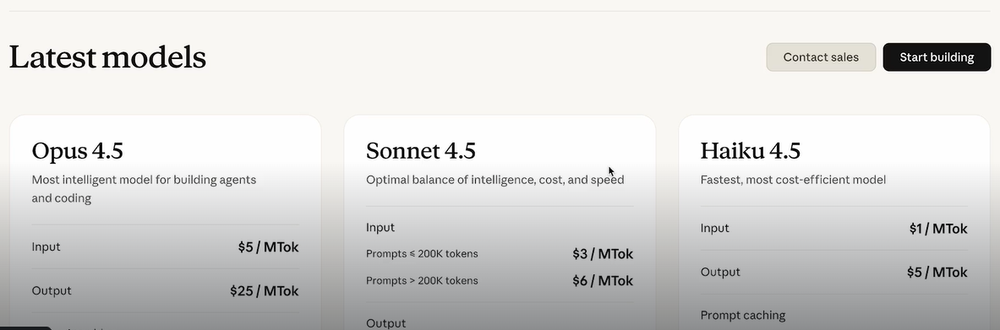 Latest models
Contact sales
Start building
Opus 4.5
Most intelligent model for building agents
and coding
Input $5 / MTok
Output $25 / MTok
Sonnet 4.5
Optimal balance of intelligence, cost, and speed
Input
Prompts ≤ 200K tokens $3 / MTok
Prompts > 200K tokens $6 / MTok
Output
Haiku 4.5
Fastest, most cost-efficient model
Input $1 / MTok
Output $5 / MTok
Prompt caching